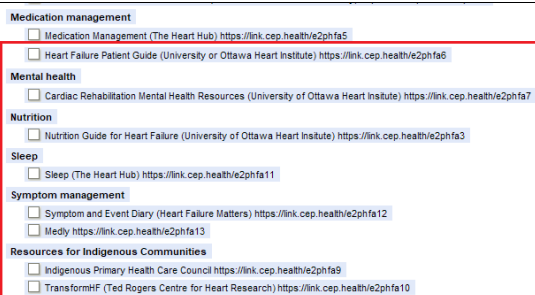 Medication management
Medication Management (The Heart Hub) https://link.cep.health/e2phfa5
Heart Failure Patient Guide (University or Ottawa Heart Institute) https://link.cep.health/e2phfa6
Mental health
Cardiac Rehabilitation Mental Health Resources (University of Ottawa Heart Insitute) https://link.cep.health/e2phfa7
Nutrition
Nutrition Guide for Heart Failure (University of Ottawa Heart Insitute) https://link.cep.health/e2phfa3
Sleep
Sleep (The Heart Hub) https://link.cep.health/e2phfa11
Symptom management
Symptom and Event Diary (Heart Failure Matters) https://link.cep.health/e2phfa12
Medly https://link.cep.health/e2phfa13
Resources for Indigenous Communities
Indigenous Primary Health Care Council https://link.cep.health/e2phfa9
TransformHF (Ted Rogers Centre for Heart Research) https://link.cep.health/e2phfa10